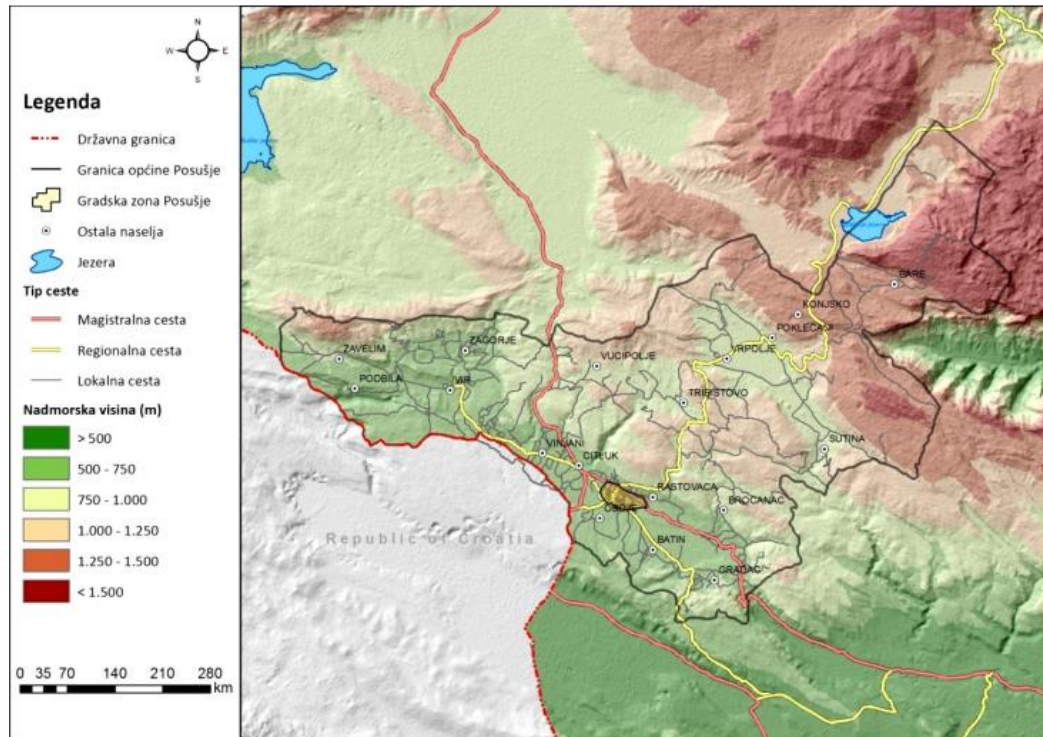 N
W E
S
Legenda
Državna granica
Granica općine Posušje
Gradska zona Posušje
Ostala naselja
Jezera
Tip ceste
Magistralna cesta
Regionalna cesta
Lokalna cesta
Nadmorska visina (m)
> 500
500 - 750
750 - 1.000
1.000 - 1.250
1.250 - 1.500
< 1.500
0 35 70 140 210 280
km
BARE
KONJSKO
POKLEČANI
ZAGORJE
ZAVELIM
VRPOLJE
VUCIPOLJE
PODBILA
VIR
TRIBISTOVO
SUTINA
VINJANI
CITLUK
RASTOVACA
BROCANAC
OSOJE
Republic of Croatia
BATIN
GRADAC